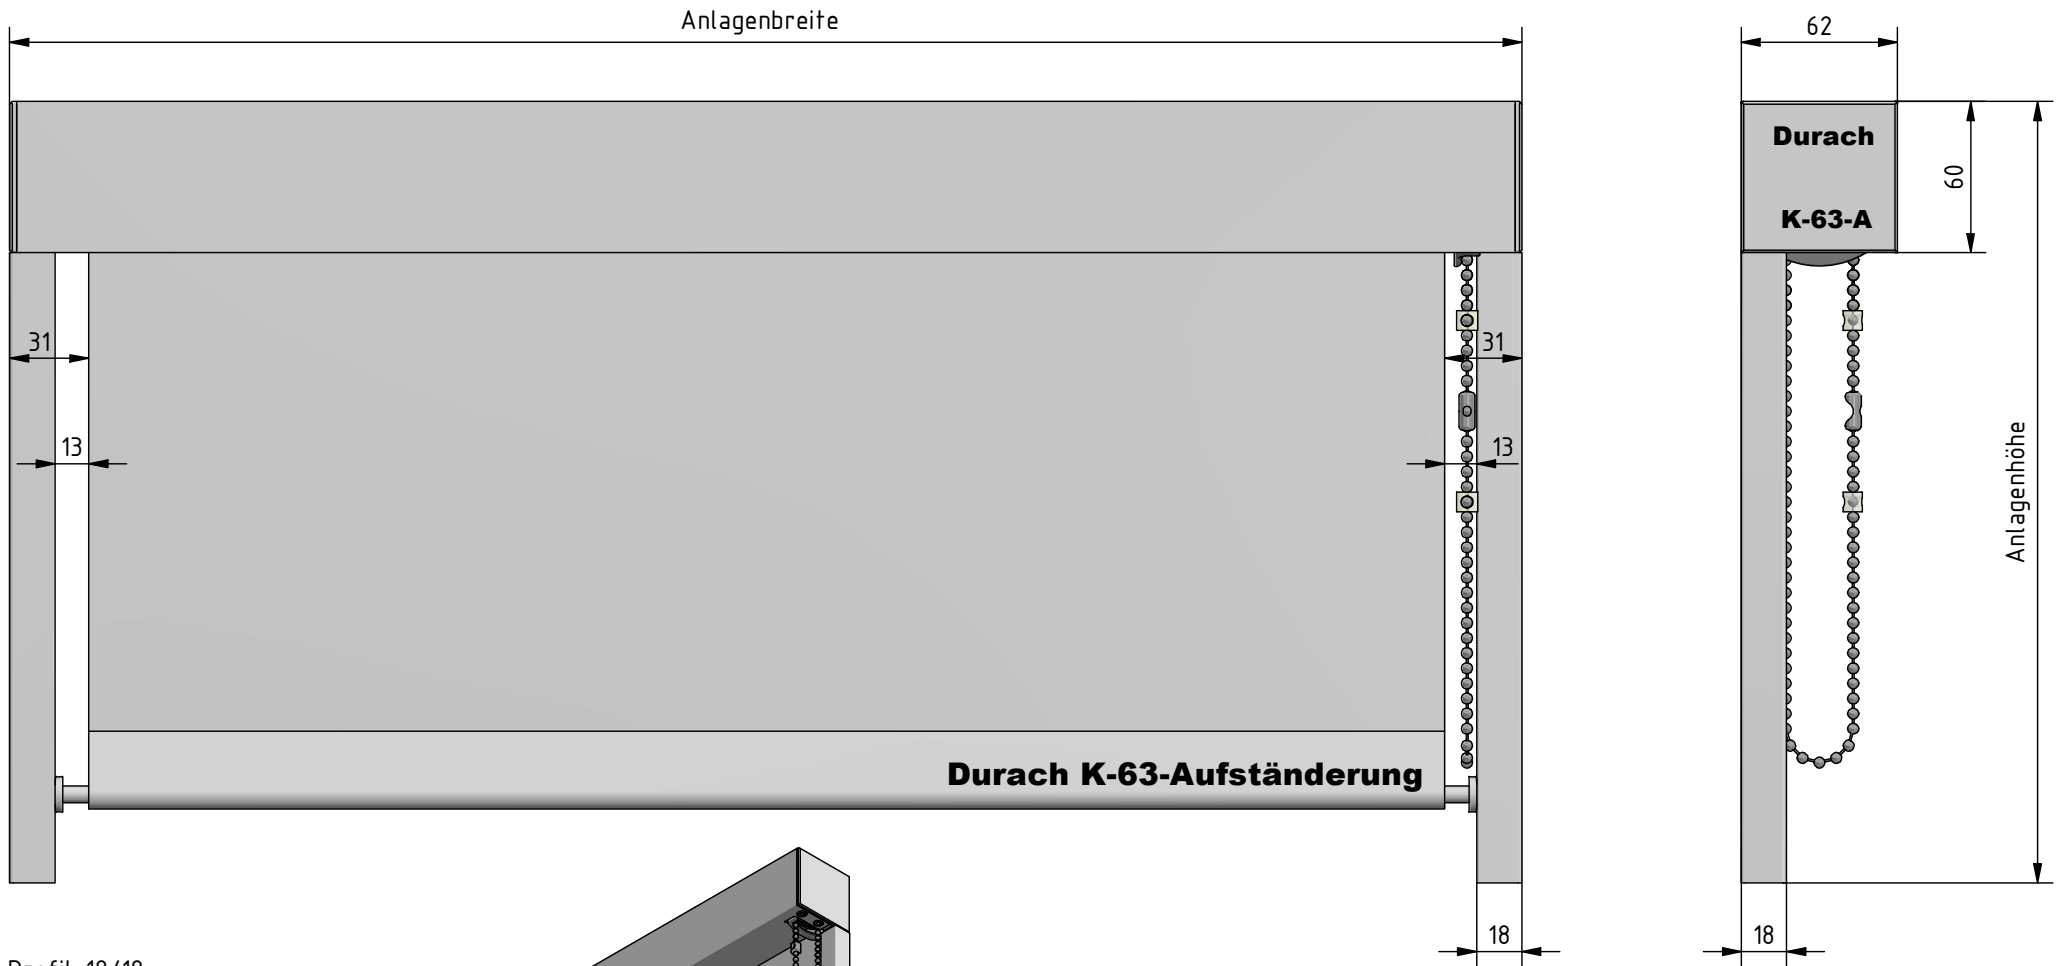 Anlagenbreite
62
Durach
K-63-A
60
31
31
13
13
Anlagenhöhe
Durach K-63-Aufständerung
18
18